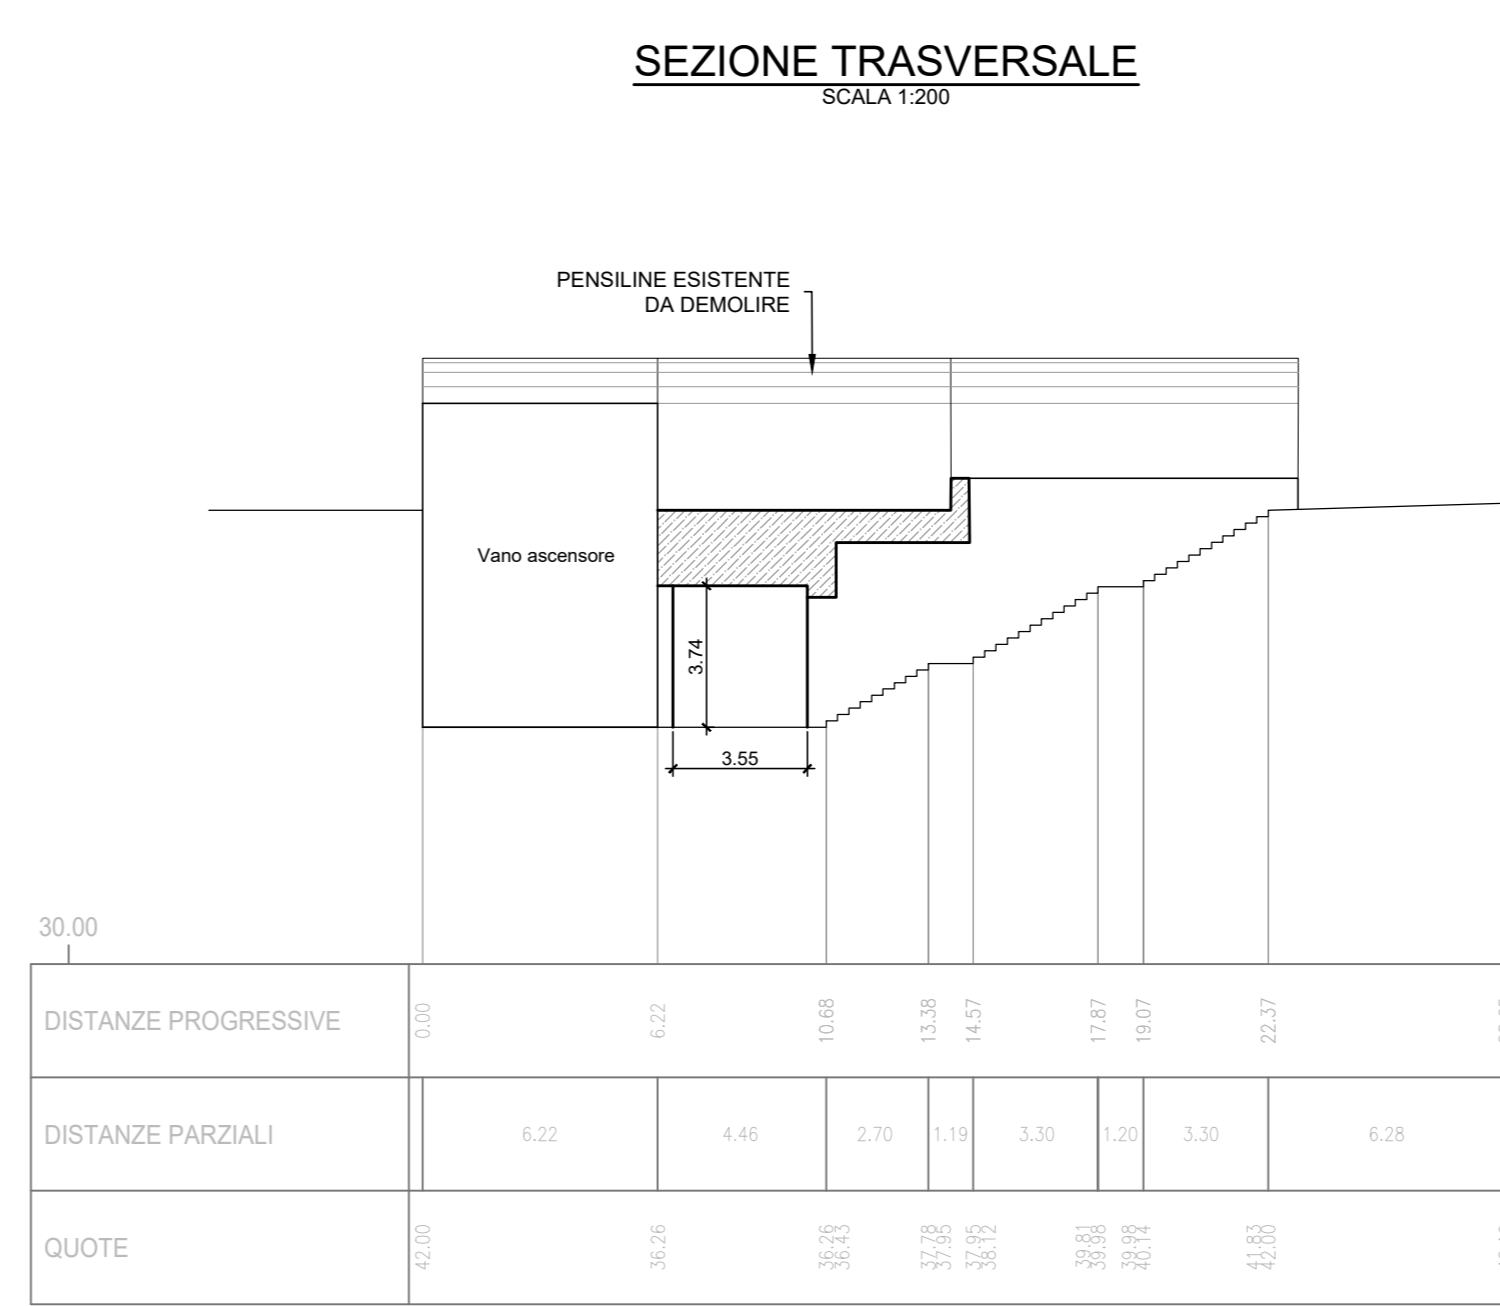 SEZIONE TRASVERSALE
SCALA 1:200
PENSILINE ESISTENTE
DA DEMOLIRE
Vano ascensore
3.74
3.55
30.00
DISTANZE PROGRESSIVE 0.00 6.22 10.68 13.38 14.57 17.87 19.07 22.37
DISTANZE PARZIALI 6.22 4.46 2.70 1.19 3.30 1.20 3.30 6.28
QUOTE 42.00 36.26 36.26 36.43 37.78 37.95 37.95 38.12 39.81 39.98 39.98 40.14 41.83 42.00